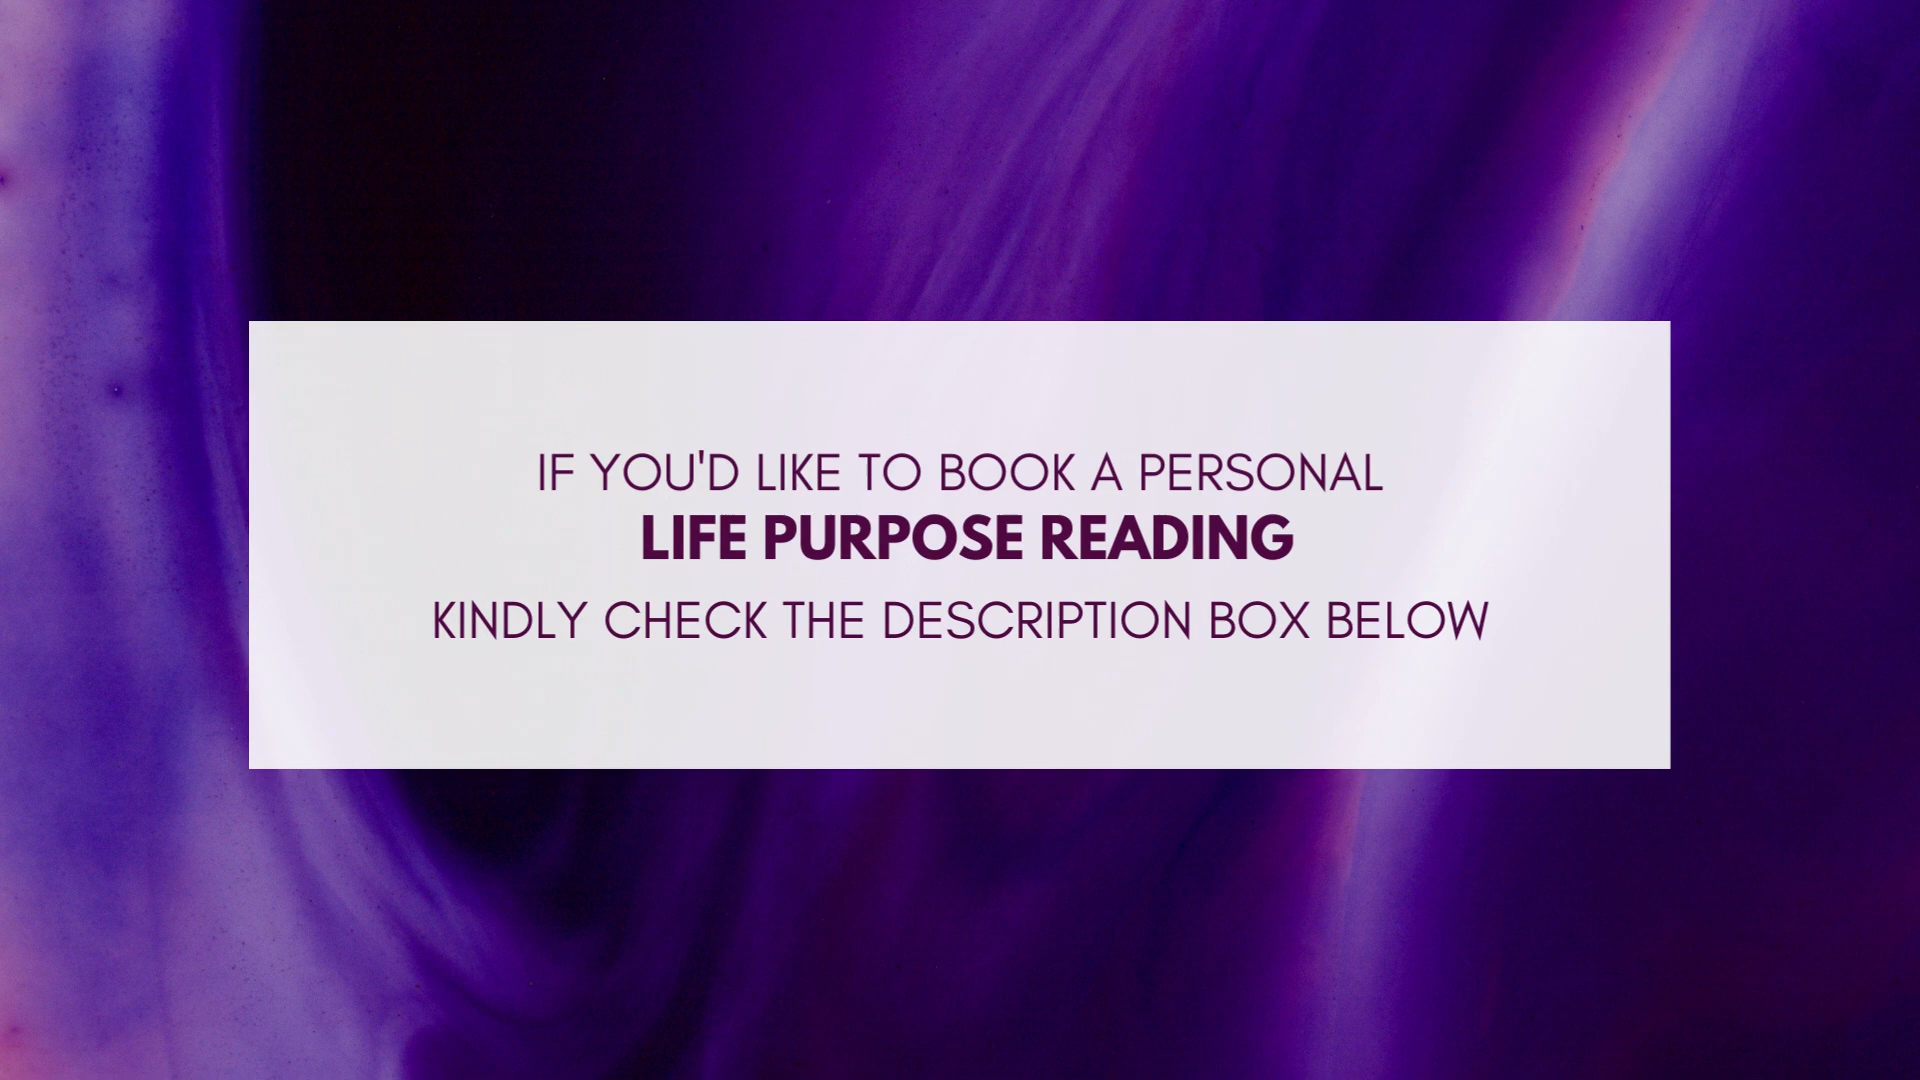 IF YOU'D LIKE TO BOOK A PERSONAL
LIFE PURPOSE READING
KINDLY CHECK THE DESCRIPTION BOX BELOW